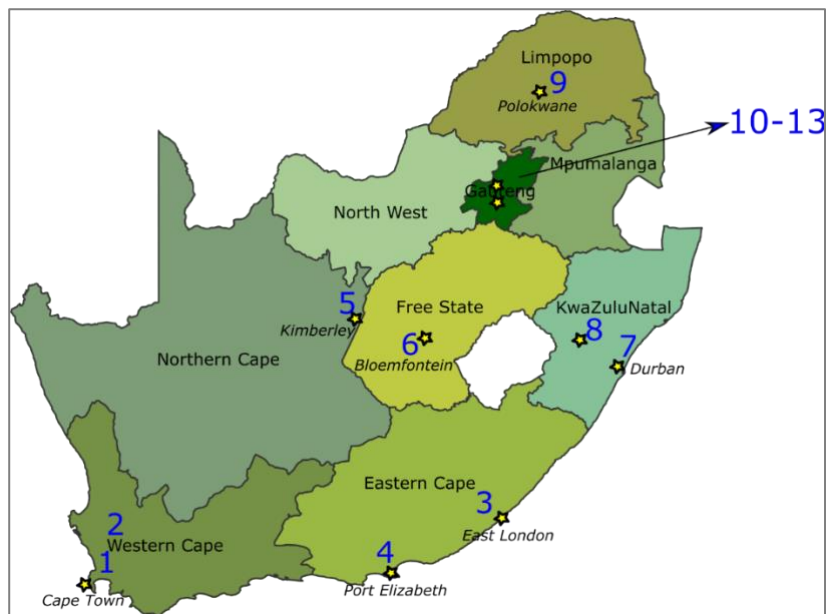 Limpopo
9
Polokwane
10-13
Mpumalanga
Gauteng
North West
5
Free State
KwaZuluNatal
Kimberley
6
8
7
Bloemfontein
Durban
Northern Cape
Eastern Cape
3
2
East London
Western Cape
1
4
Port Elizabeth
Cape Town